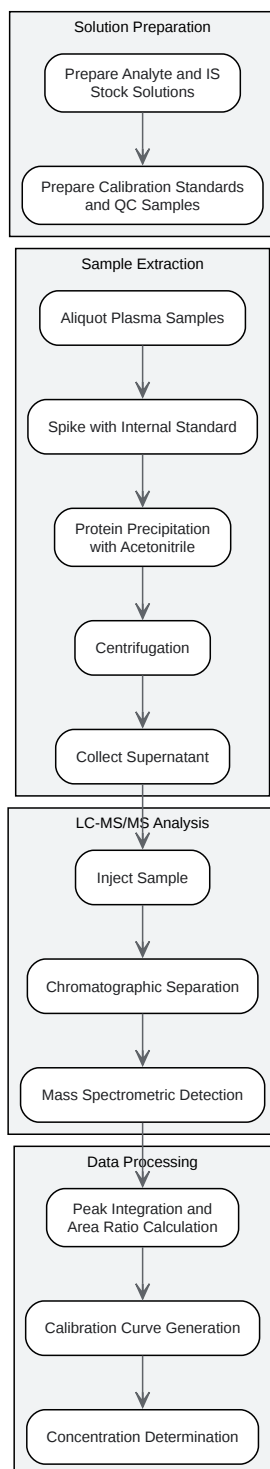 Solution Preparation
Prepare Analyte and IS
Stock Solutions
Prepare Calibration Standards
and QC Samples
Sample Extraction
Aliquot Plasma Samples
Spike with Internal Standard
Protein Precipitation
with Acetonitrile
Centrifugation
Collect Supernatant
LC-MS/MS Analysis
Inject Sample
Chromatographic Separation
Mass Spectrometric Detection
Data Processing
Peak Integration and
Area Ratio Calculation
Calibration Curve Generation
Concentration Determination